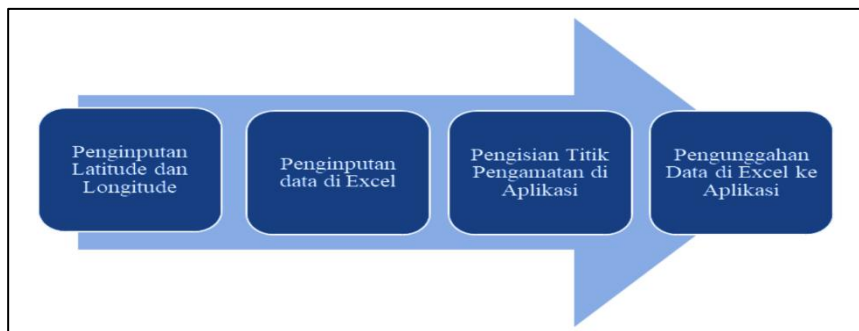 Penginputan
Latitude dan
Longitude
Penginputan
data di Excel
Pengisian Titik
Pengamatan di
Aplikasi
Pengunggahan
Data di Excel ke
Aplikasi